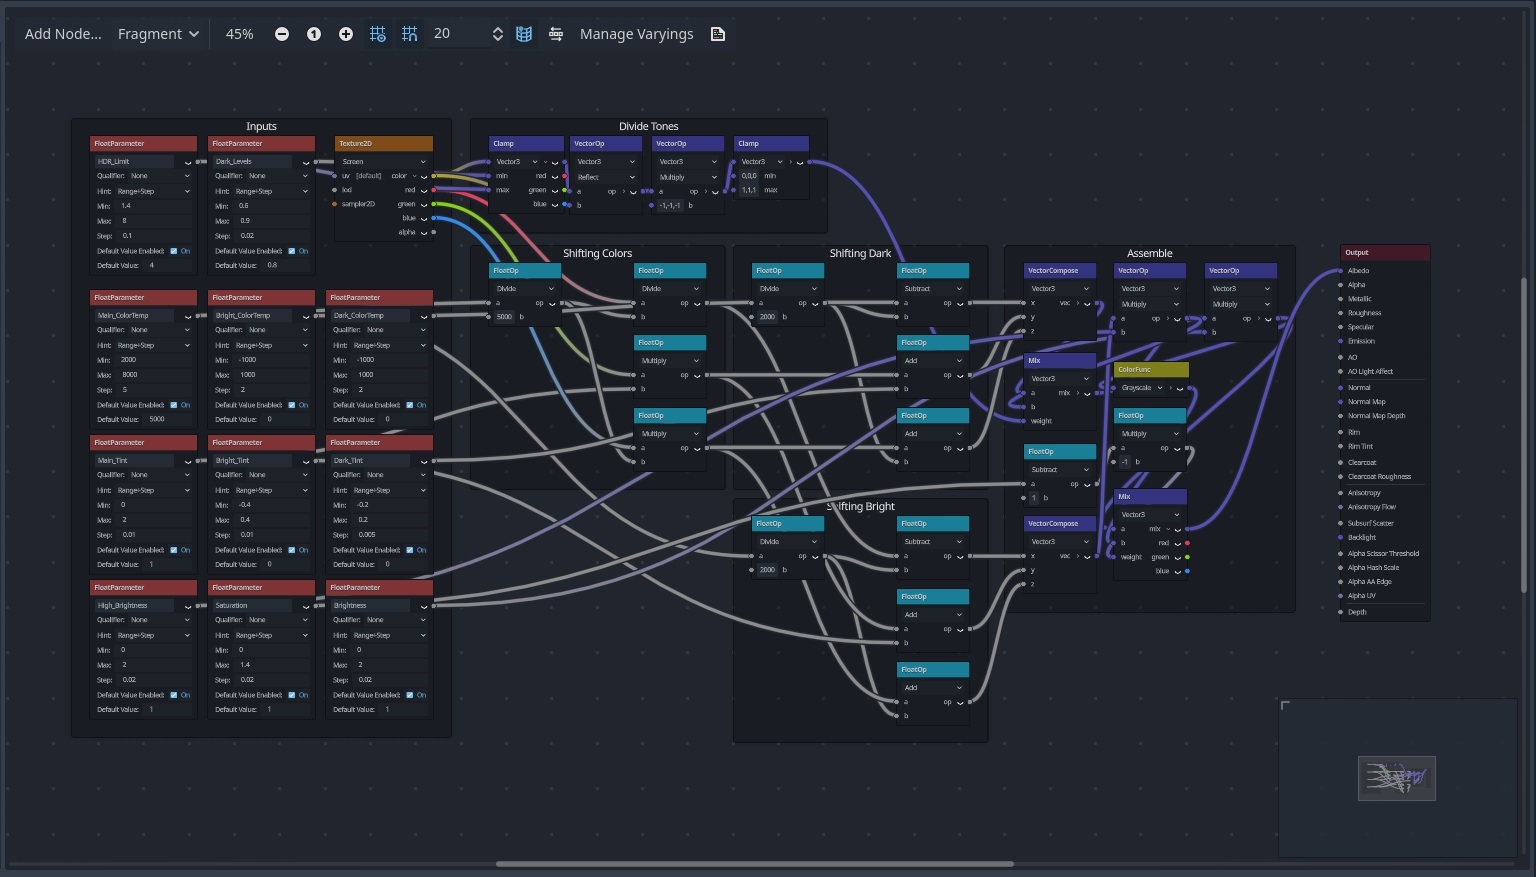 Add Node... Fragment 45% 20 Manage Varyings
Inputs
FloatParameter
HDR_Limit
Qualifier: None
Hint: Range+Step
Min: 1.4
Max: 8
Step: 0.1
Default Value Enabled: On
Default Value: 4
FloatParameter
Dark_Levels
Qualifier: None
Hint: Range+Step
Min: 0.6
Max: 0.9
Step: 0.02
Default Value Enabled: On
Default Value: 0.8
Texture2D
Screen
uv [default] color
lod red
sampler2D green
blue
alpha
FloatParameter
Main_ColorTemp
Qualifier: None
Hint: Range+Step
Min: 2000
Max: 8000
Step: 5
Default Value Enabled: On
Default Value: 5000
FloatParameter
Bright_ColorTemp
Qualifier: None
Hint: Range+Step
Min: -1000
Max: 1000
Step: 2
Default Value Enabled: On
Default Value: 0
FloatParameter
Dark_ColorTemp
Qualifier: None
Hint: Range+Step
Min: -1000
Max: 1000
Step: 2
Default Value Enabled: On
Default Value: 0
FloatParameter
Main_Tint
Qualifier: None
Hint: Range+Step
Min: 0
Max: 2
Step: 0.01
Default Value Enabled: On
Default Value: 1
FloatParameter
Bright_Tint
Qualifier: None
Hint: Range+Step
Min: -0.4
Max: 0.4
Step: 0.01
Default Value Enabled: On
Default Value: 0
FloatParameter
Dark_Tint
Qualifier: None
Hint: Range+Step
Min: -0.2
Max: 0.2
Step: 0.005
Default Value Enabled: On
Default Value: 0
FloatParameter
High_Brightness
Qualifier: None
Hint: Range+Step
Min: 0
Max: 2
Step: 0.02
Default Value Enabled: On
Default Value: 1
FloatParameter
Saturation
Qualifier: None
Hint: Range+Step
Min: 0
Max: 1.4
Step: 0.02
Default Value Enabled: On
Default Value: 1
FloatParameter
Brightness
Qualifier: None
Hint: Range+Step
Min: 0
Max: 2
Step: 0.02
Default Value Enabled: On
Default Value: 1
Divide Tones
Clamp
Vector3
min red
max green
blue
VectorOp
Vector3
Reflect
a op
b
VectorOp
Vector3
Multiply
a op
-1,-1,-1 b
Clamp
Vector3
0,0,0 min
1,1,1 max
Shifting Colors
FloatOp
Divide
a op
5000 b
FloatOp
Divide
a op
b
FloatOp
Multiply
a op
b
FloatOp
Multiply
a op
b
Shifting Dark
FloatOp
Divide
a op
2000 b
FloatOp
Subtract
a op
b
FloatOp
Add
a op
b
FloatOp
Add
a op
b
Shifting Bright
FloatOp
Divide
a op
2000 b
FloatOp
Subtract
a op
b
FloatOp
Add
a op
b
FloatOp
Add
a op
b
Assemble
VectorCompose
Vector3
x vec
y
z
VectorOp
Vector3
Multiply
a op
b
VectorOp
Vector3
Multiply
a op
b
Mix
Vector3
a mix
b
weight
ColorFunc
Grayscale
FloatOp
Multiply
a op
-1 b
FloatOp
Subtract
a op
1 b
Mix
Vector3
a mix
b red
weight green
blue
VectorCompose
Vector3
x vec
y
z
Output
Albedo
Alpha
Metallic
Roughness
Specular
Emission
AO
AO Light Affect
Normal
Normal Map
Normal Map Depth
Rim
Rim Tint
Clearcoat
Clearcoat Roughness
Anisotropy
Anisotropy Flow
Subsurf Scatter
Backlight
Alpha Scissor Threshold
Alpha Hash Scale
Alpha AA Edge
Alpha UV
Depth